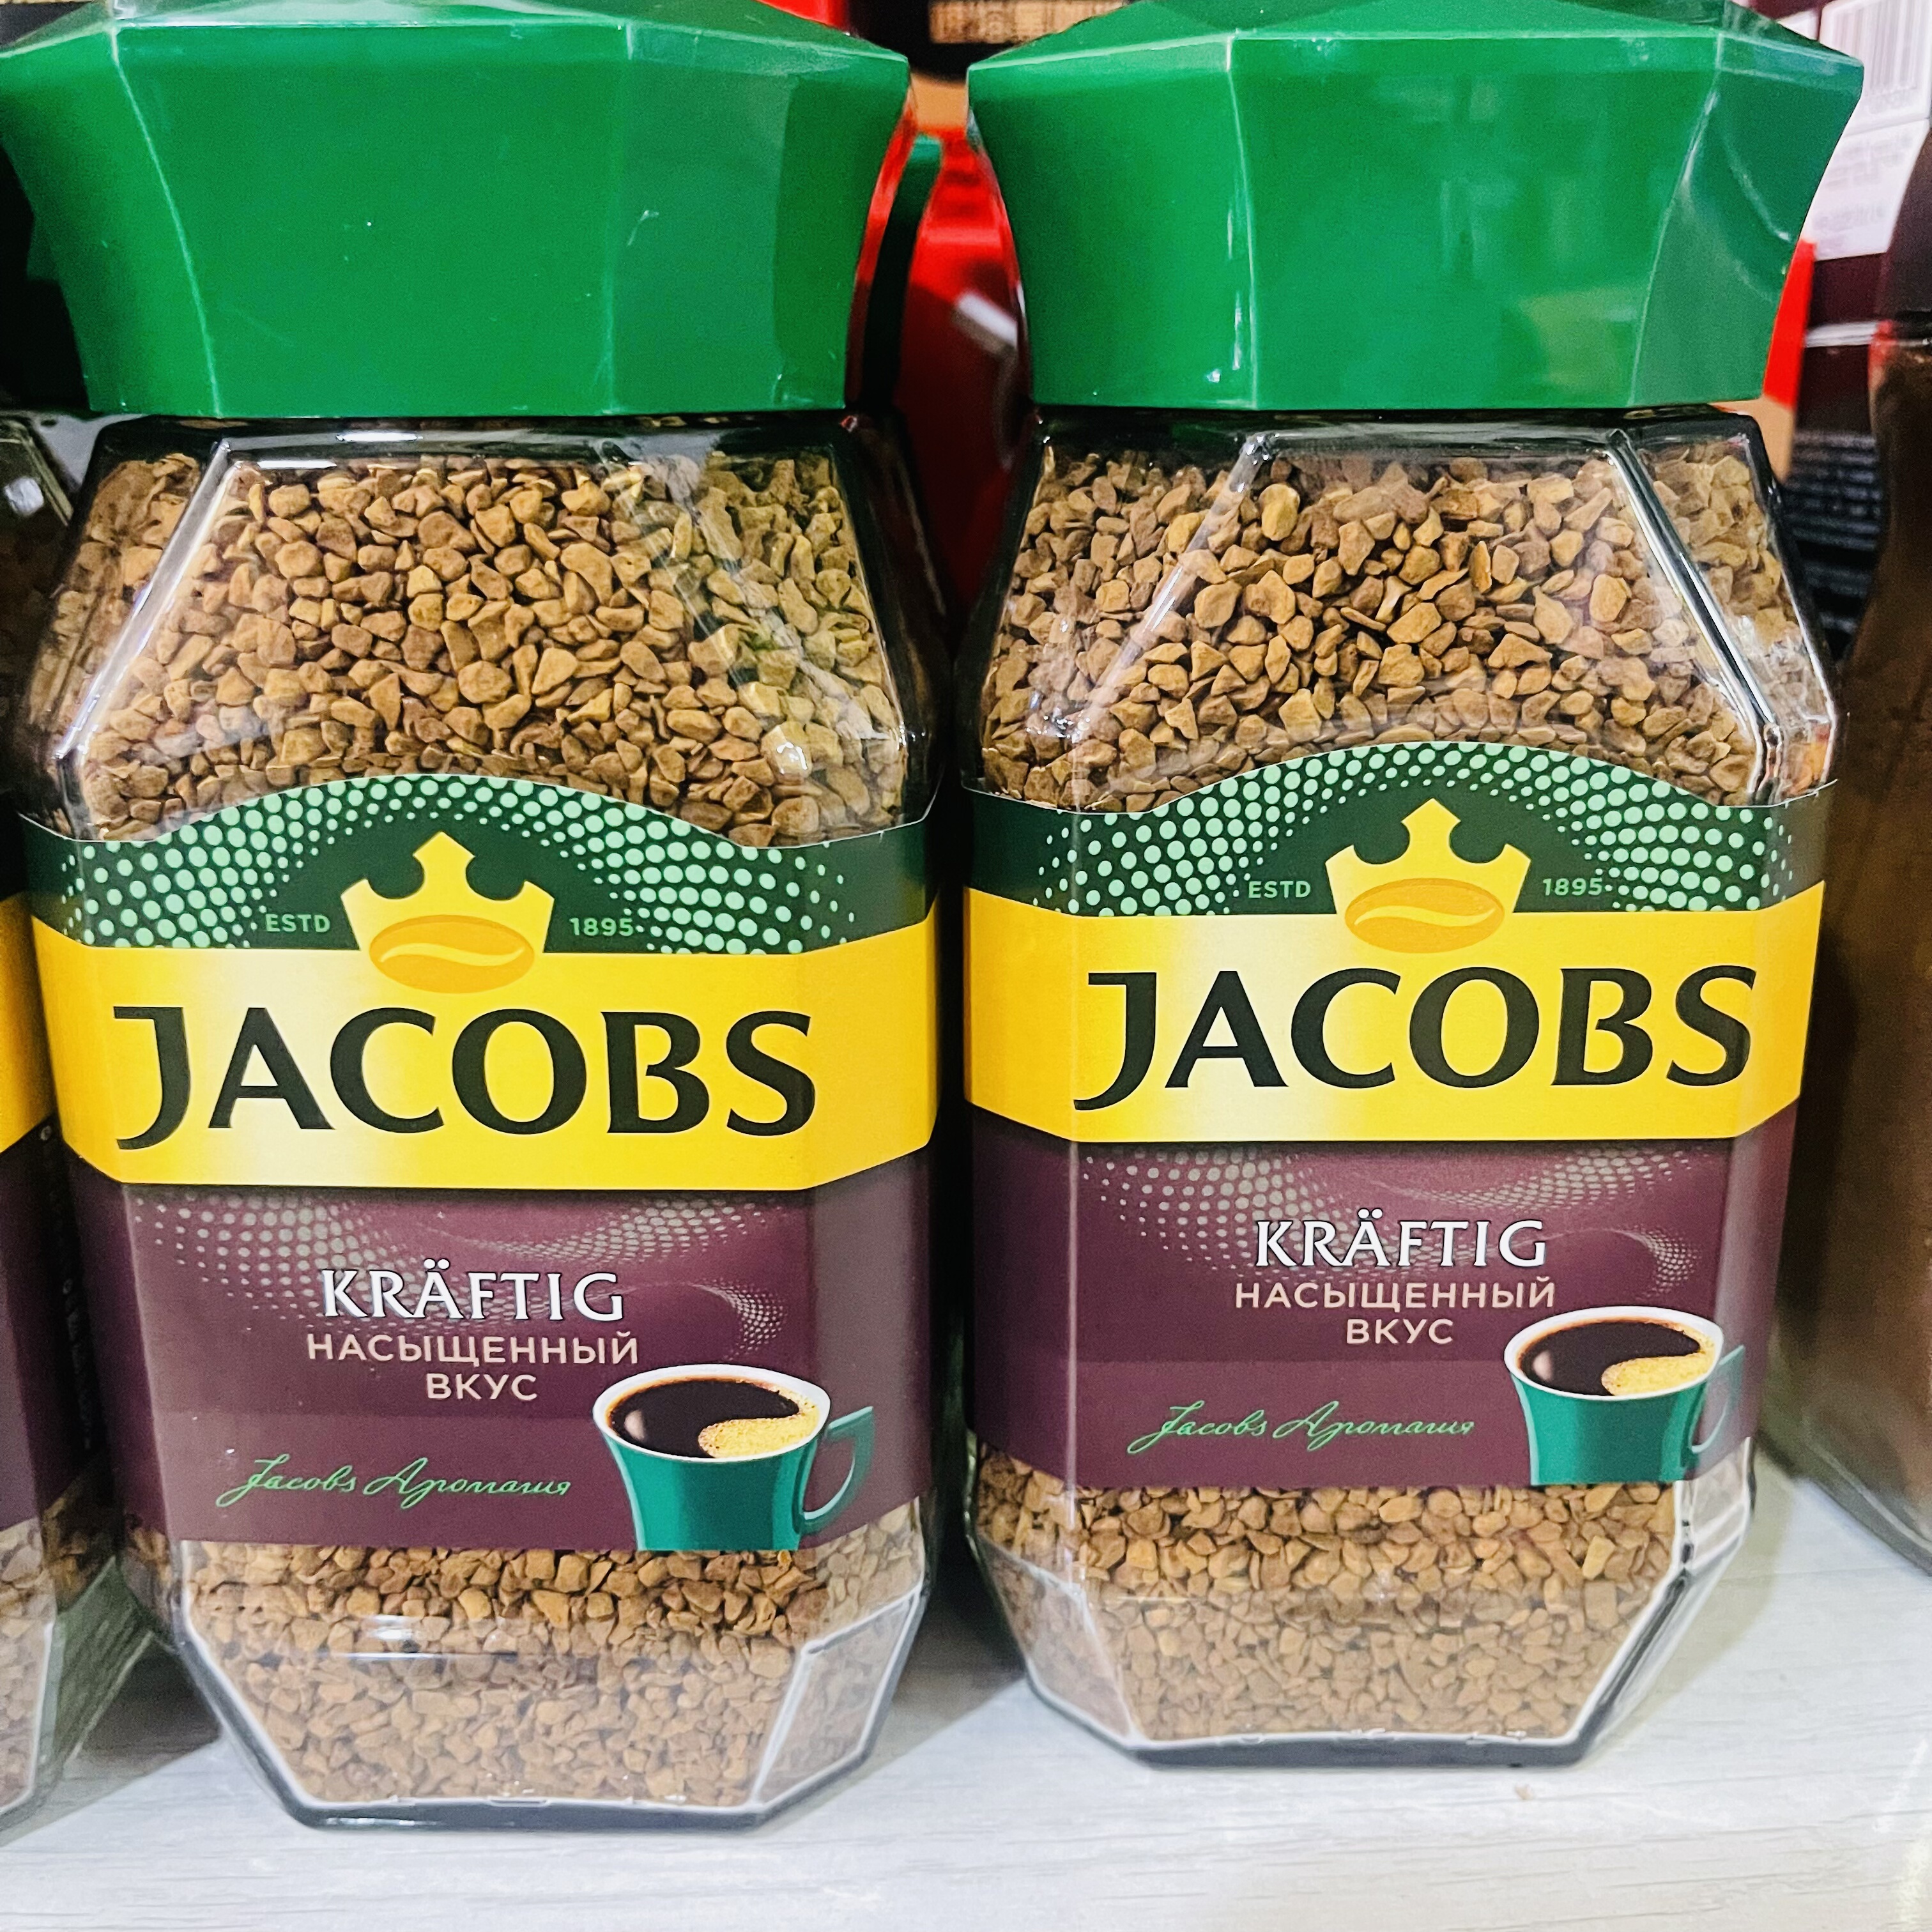 ESTD 1895
JACOBS
KRÄFTIG
НАСЫЩЕННЫЙ
ВКУС
Jacobs Аромагия
ESTD 1895
JACOBS
KRÄFTIG
НАСЫЩЕННЫЙ
ВКУС
Jacobs Аромагия